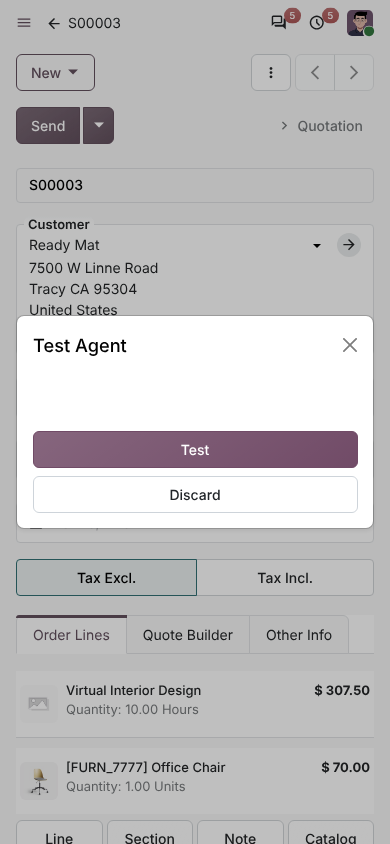 S00003
5
5
New
Send
Quotation
S00003
Customer
Ready Mat
7500 W Linne Road
Tracy CA 95304
United States
Test Agent
Test
Discard
Tax Excl.
Tax Incl.
Order Lines
Quote Builder
Other Info
Virtual Interior Design
$ 307.50
Quantity: 10.00 Hours
[FURN_7777] Office Chair
$ 70.00
Quantity: 1.00 Units
Line
Section
Note
Catalog